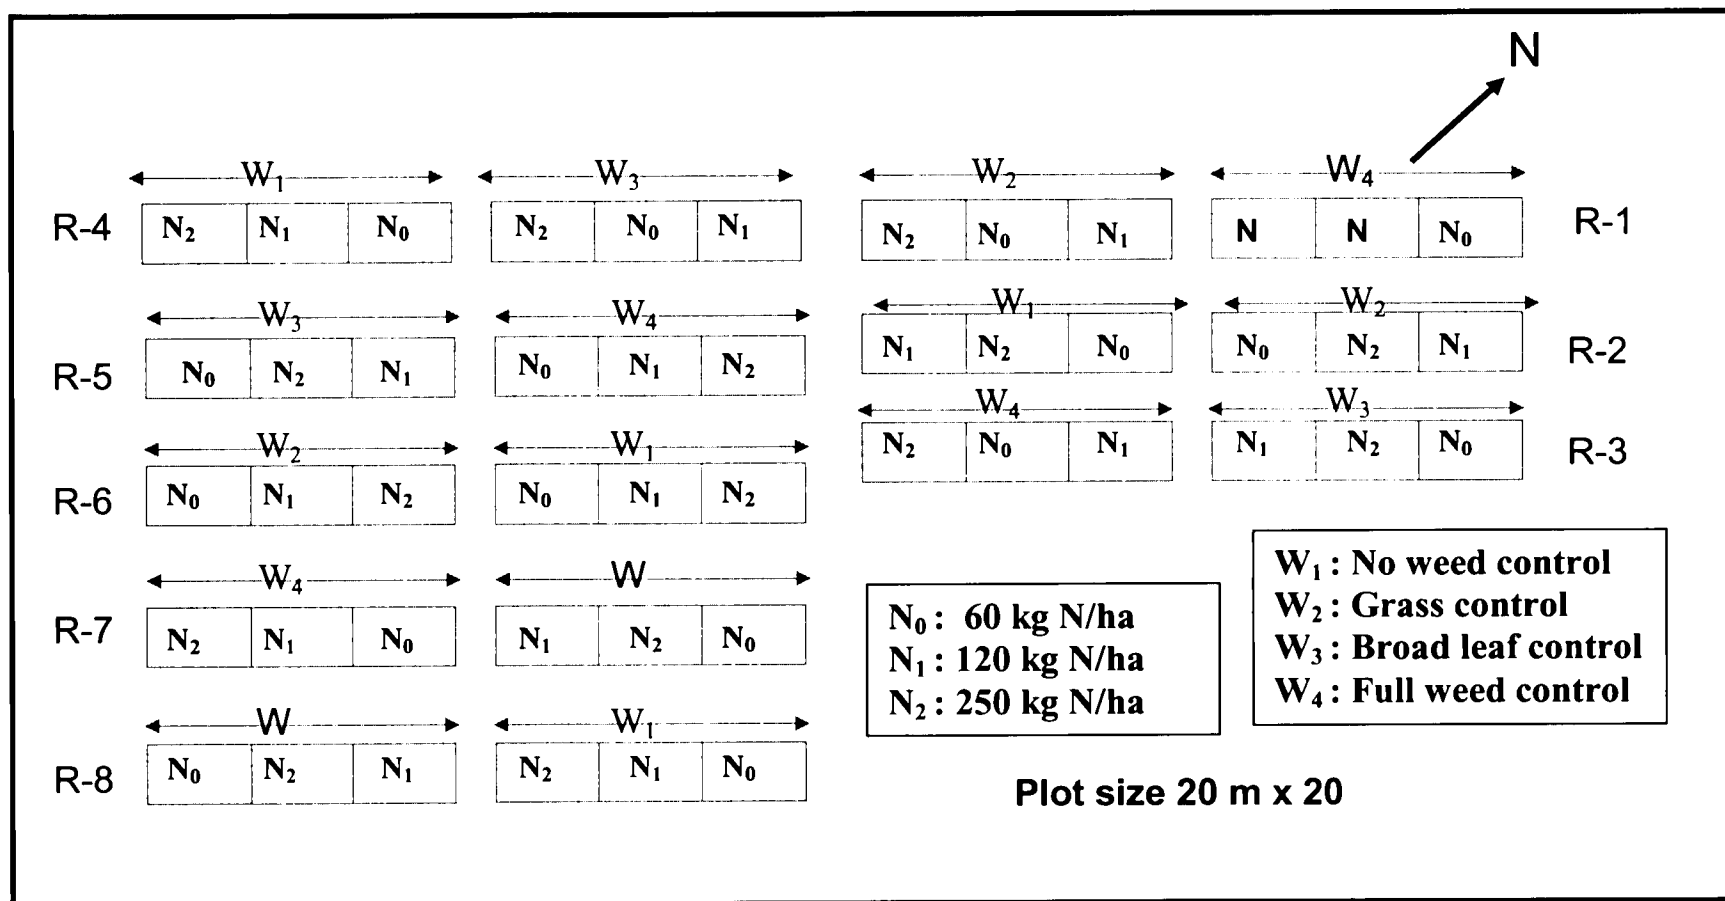 N
W₁ W₃ W₂ W₄
R-4 N₂ N₁ N₀ N₂ N₀ N₁ N₂ N₀ N₁ N N N₀ R-1
W₃ W₄ W₁ W₂
R-5 N₀ N₂ N₁ N₀ N₁ N₂ N₁ N₂ N₀ N₀ N₂ N₁ R-2
W₄ W₃
N₂ N₀ N₁ N₁ N₂ N₀ R-3
W₂ W₁
R-6 N₀ N₁ N₂ N₀ N₁ N₂
W₄ W
R-7 N₂ N₁ N₀ N₁ N₂ N₀
W W₁
R-8 N₀ N₂ N₁ N₂ N₁ N₀
N₀ : 60 kg N/ha
N₁ : 120 kg N/ha
N₂ : 250 kg N/ha
W₁ : No weed control
W₂ : Grass control
W₃ : Broad leaf control
W₄ : Full weed control
Plot size 20 m x 20